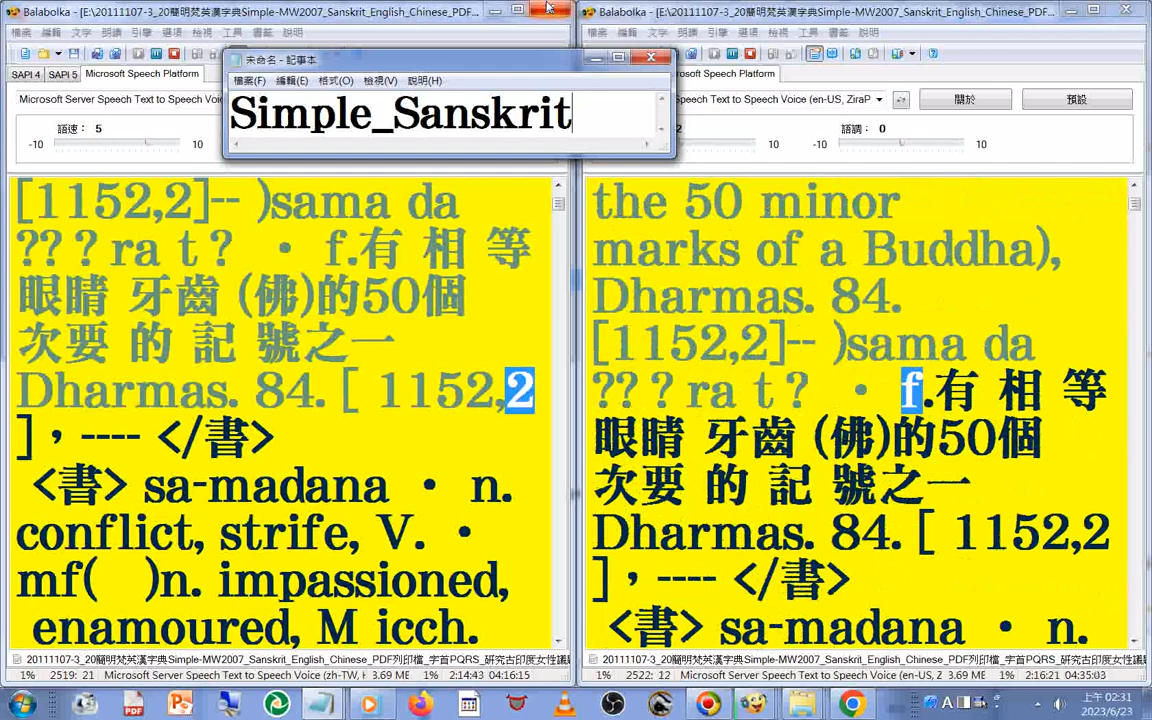 Balabolka - [E:\20111107-3_20簡明梵英漢字典Simple-MW2007_Sanskrit_English_Chinese_PDF...
檔案 編輯 文字 朗讀 引擎 選項 檢視 工具 書籤 說明
SAPI 4 SAPI 5 Microsoft Speech Platform
Microsoft Server Speech Text to Speech Voi
語速： 5
-10 10
[1152,2]-- )sama da
?? ? ra t ? • f.有 相 等
眼睛 牙齒 (佛)的50個
次要 的 記 號之一
Dharmas. 84. [ 1152,2
]，---- </書>
<書> sa-madana • n.
conflict, strife, V. •
mf( )n. impassioned,
enamoured, M icch.
20111107-3_20簡明梵英漢字典Simple-MW2007_Sanskrit_English_Chinese_PDF列印檔_字首PQRS_研究古印度女性議
1% 2519: 21 Microsoft Server Speech Text to Speech Voice (zh-TW, H 3.69 ME 1% 2:14:43 04:16:15
未命名 - 記事本
檔案(F) 編輯(E) 格式(O) 檢視(V) 說明(H)
Simple_Sanskrit
Balabolka - [E:\20111107-3_20簡明梵英漢字典Simple-MW2007_Sanskrit_English_Chinese_PDF...
檔案 編輯 文字 朗讀 引擎 選項 檢視 工具 書籤 說明
osoft Speech Platform
Speech Text to Speech Voice (en-US, ZiraP 關於 預設
2 語調： 0
10 -10 10
the 50 minor
marks of a Buddha),
Dharmas. 84.
[1152,2]-- )sama da
?? ? ra t ? • f.有 相 等
眼睛 牙齒 (佛)的50個
次要 的 記 號之一
Dharmas. 84. [ 1152,2
]，---- </書>
<書> sa-madana • n.
20111107-3_20簡明梵英漢字典Simple-MW2007_Sanskrit_English_Chinese_PDF列印檔_字首PQRS_研究古印度女性議
1% 2522: 12 Microsoft Server Speech Text to Speech Voice (en-US, Z 3.69 ME 1% 2:16:21 04:35:03
A
上午 02:31
2023/6/23